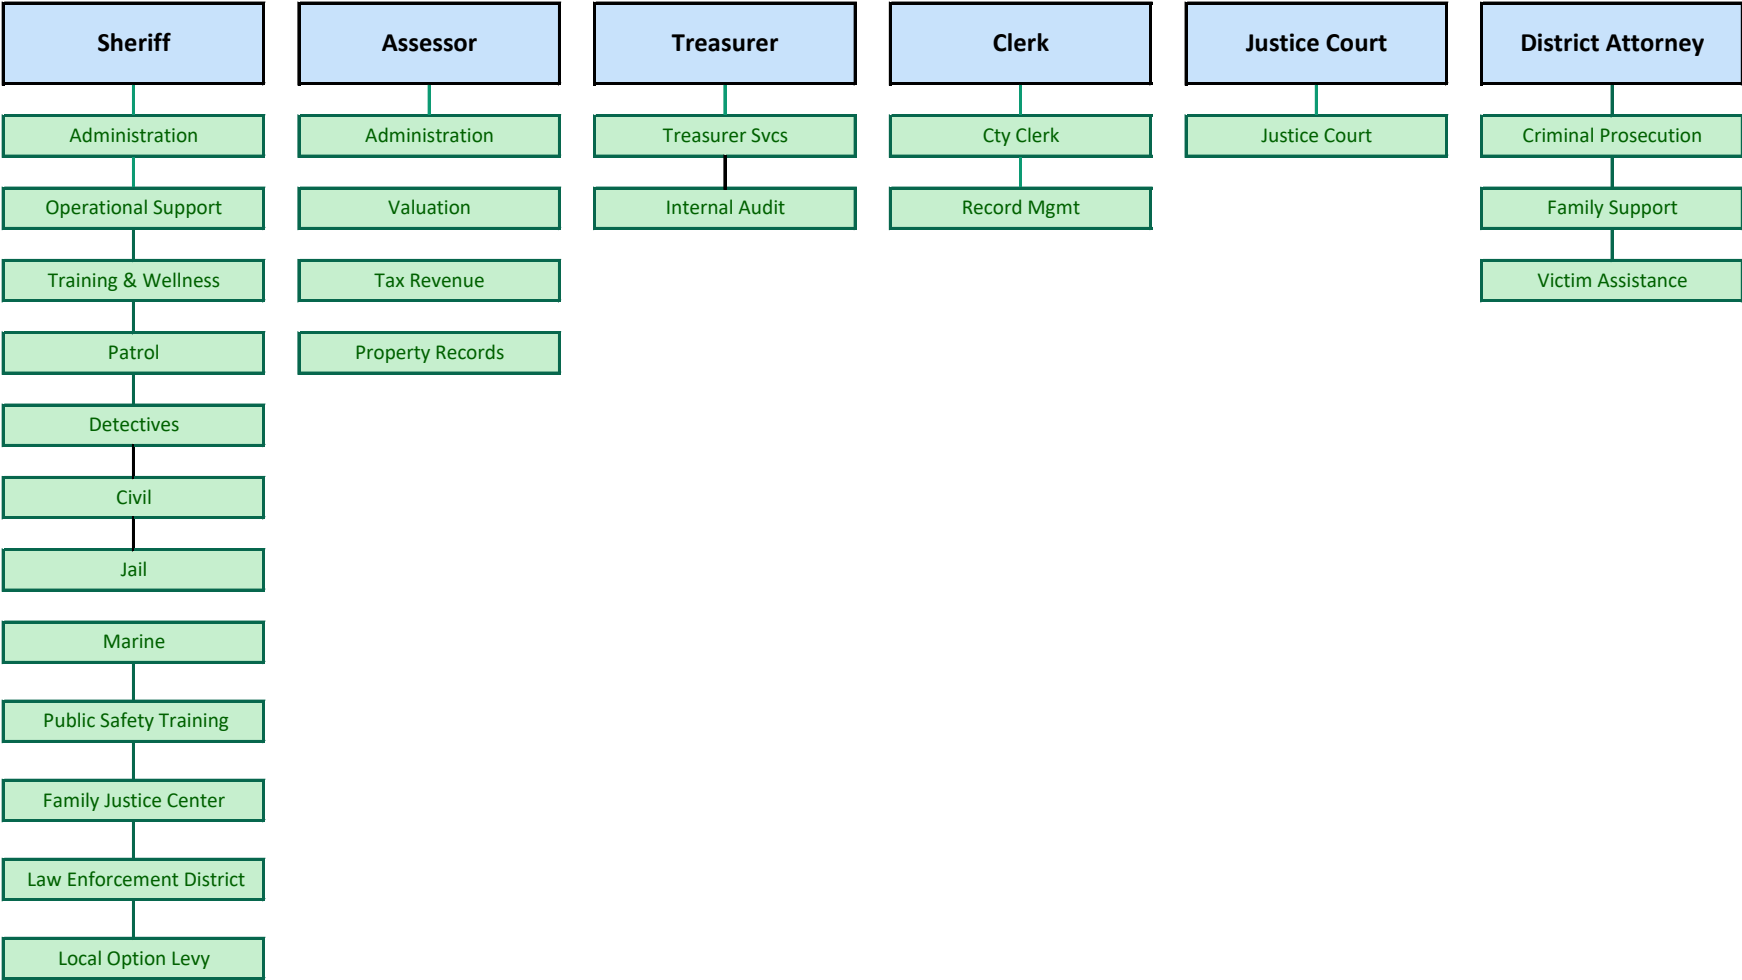 Sheriff
Assessor
Treasurer
Clerk
Justice Court
District Attorney
Administration
Administration
Treasurer Svcs
Cty Clerk
Justice Court
Criminal Prosecution
Operational Support
Valuation
Internal Audit
Record Mgmt
Family Support
Training & Wellness
Tax Revenue
Victim Assistance
Patrol
Property Records
Detectives
Civil
Jail
Marine
Public Safety Training
Family Justice Center
Law Enforcement District
Local Option Levy